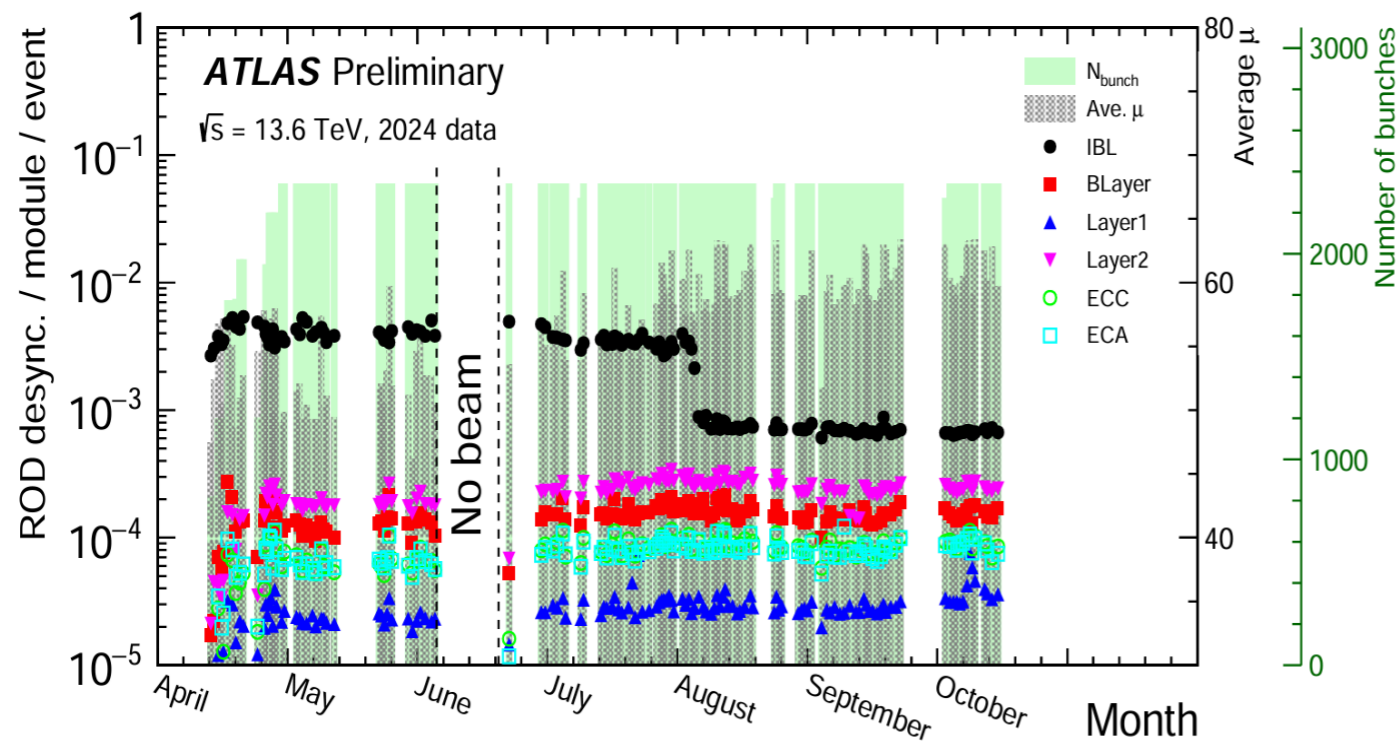 ROD desync. / module / event
1
10⁻¹
10⁻²
10⁻³
10⁻⁴
10⁻⁵
ATLAS Preliminary
√s = 13.6 TeV, 2024 data
No beam
N_bunch
Ave. μ
IBL
BLayer
Layer1
Layer2
ECC
ECA
80
60
40
Average μ
3000
2000
1000
0
Number of bunches
April
May
June
July
August
September
October
Month